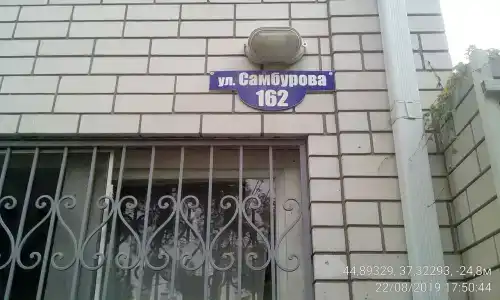 ул. Самбурова
162
44.89329, 37.32293, -24,8м
22/08/2019 17:50:44